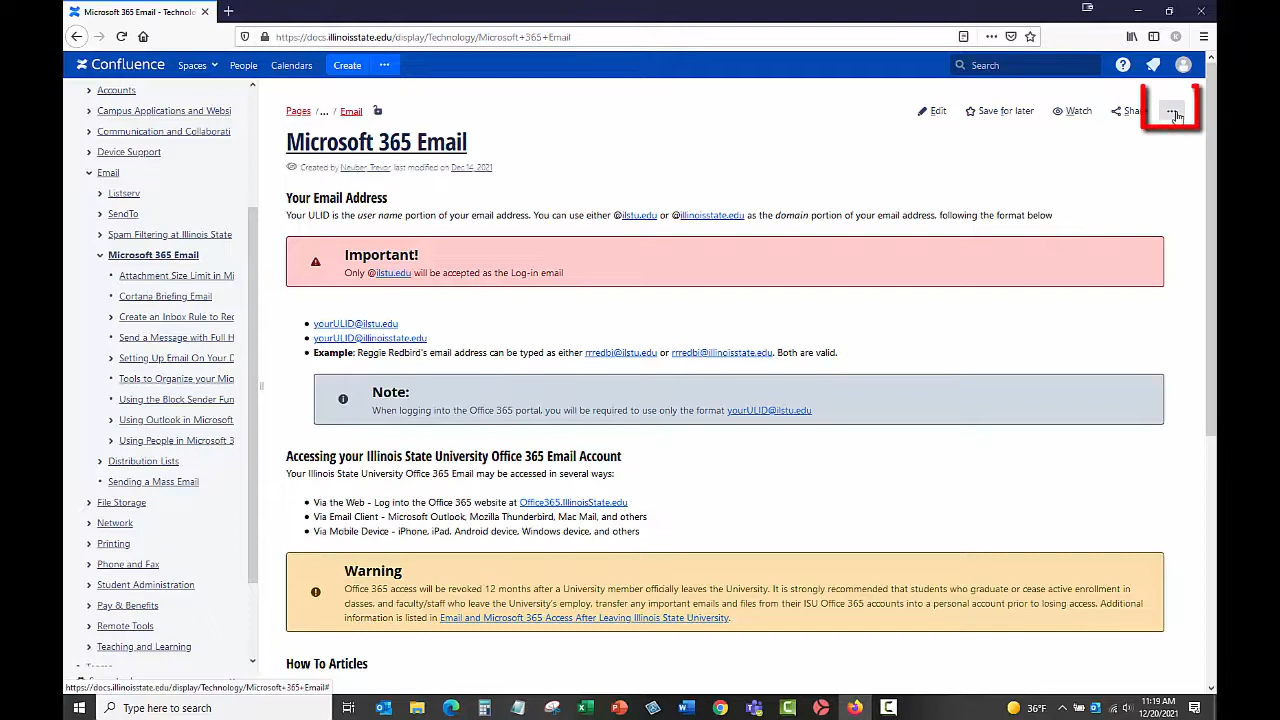 Microsoft 365 Email - Technolo
https://docs.illinoisstate.edu/display/Technology/Microsoft+365+Email
Confluence Spaces People Calendars Create ... Search
Accounts
Campus Applications and Websi
Communication and Collaborati
Device Support
Email
Listserv
SendTo
Spam Filtering at Illinois State
Microsoft 365 Email
Attachment Size Limit in Mi
Cortana Briefing Email
Create an Inbox Rule to Rec
Send a Message with Full H
Setting Up Email On Your D
Tools to Organize your Mic
Using the Block Sender Fun
Using Outlook in Microsoft
Using People in Microsoft 3
Distribution Lists
Sending a Mass Email
File Storage
Network
Printing
Phone and Fax
Student Administration
Pay & Benefits
Remote Tools
Teaching and Learning
Pages /... / Email
Edit Save for later Watch Shar ...
Microsoft 365 Email
Created by Neuber, Trevor, last modified on Dec 14, 2021
Your Email Address
Your ULID is the user name portion of your email address. You can use either @ilstu.edu or @illinoisstate.edu as the domain portion of your email address, following the format below
Important!
Only @ilstu.edu will be accepted as the Log-in email
• yourULID@ilstu.edu
• yourULID@illinoisstate.edu
• Example: Reggie Redbird's email address can be typed as either rrredbi@ilstu.edu or rrredbi@illinoisstate.edu. Both are valid.
Note:
When logging into the Office 365 portal, you will be required to use only the format yourULID@ilstu.edu
Accessing your Illinois State University Office 365 Email Account
Your Illinois State University Office 365 Email may be accessed in several ways:
• Via the Web - Log into the Office 365 website at Office365.IllinoisState.edu
• Via Email Client - Microsoft Outlook, Mozilla Thunderbird, Mac Mail, and others
• Via Mobile Device - iPhone, iPad, Android device, Windows device, and others
Warning
Office 365 access will be revoked 12 months after a University member officially leaves the University. It is strongly recommended that students who graduate or cease active enrollment in
classes, and faculty/staff who leave the University's employ, transfer any important emails and files from their ISU Office 365 accounts into a personal account prior to losing access. Additional
information is listed in Email and Microsoft 365 Access After Leaving Illinois State University.
How To Articles
https://docs.illinoisstate.edu/display/Technology/Microsoft+365+Email#
Type here to search
36°F
11:19 AM
12/20/2021